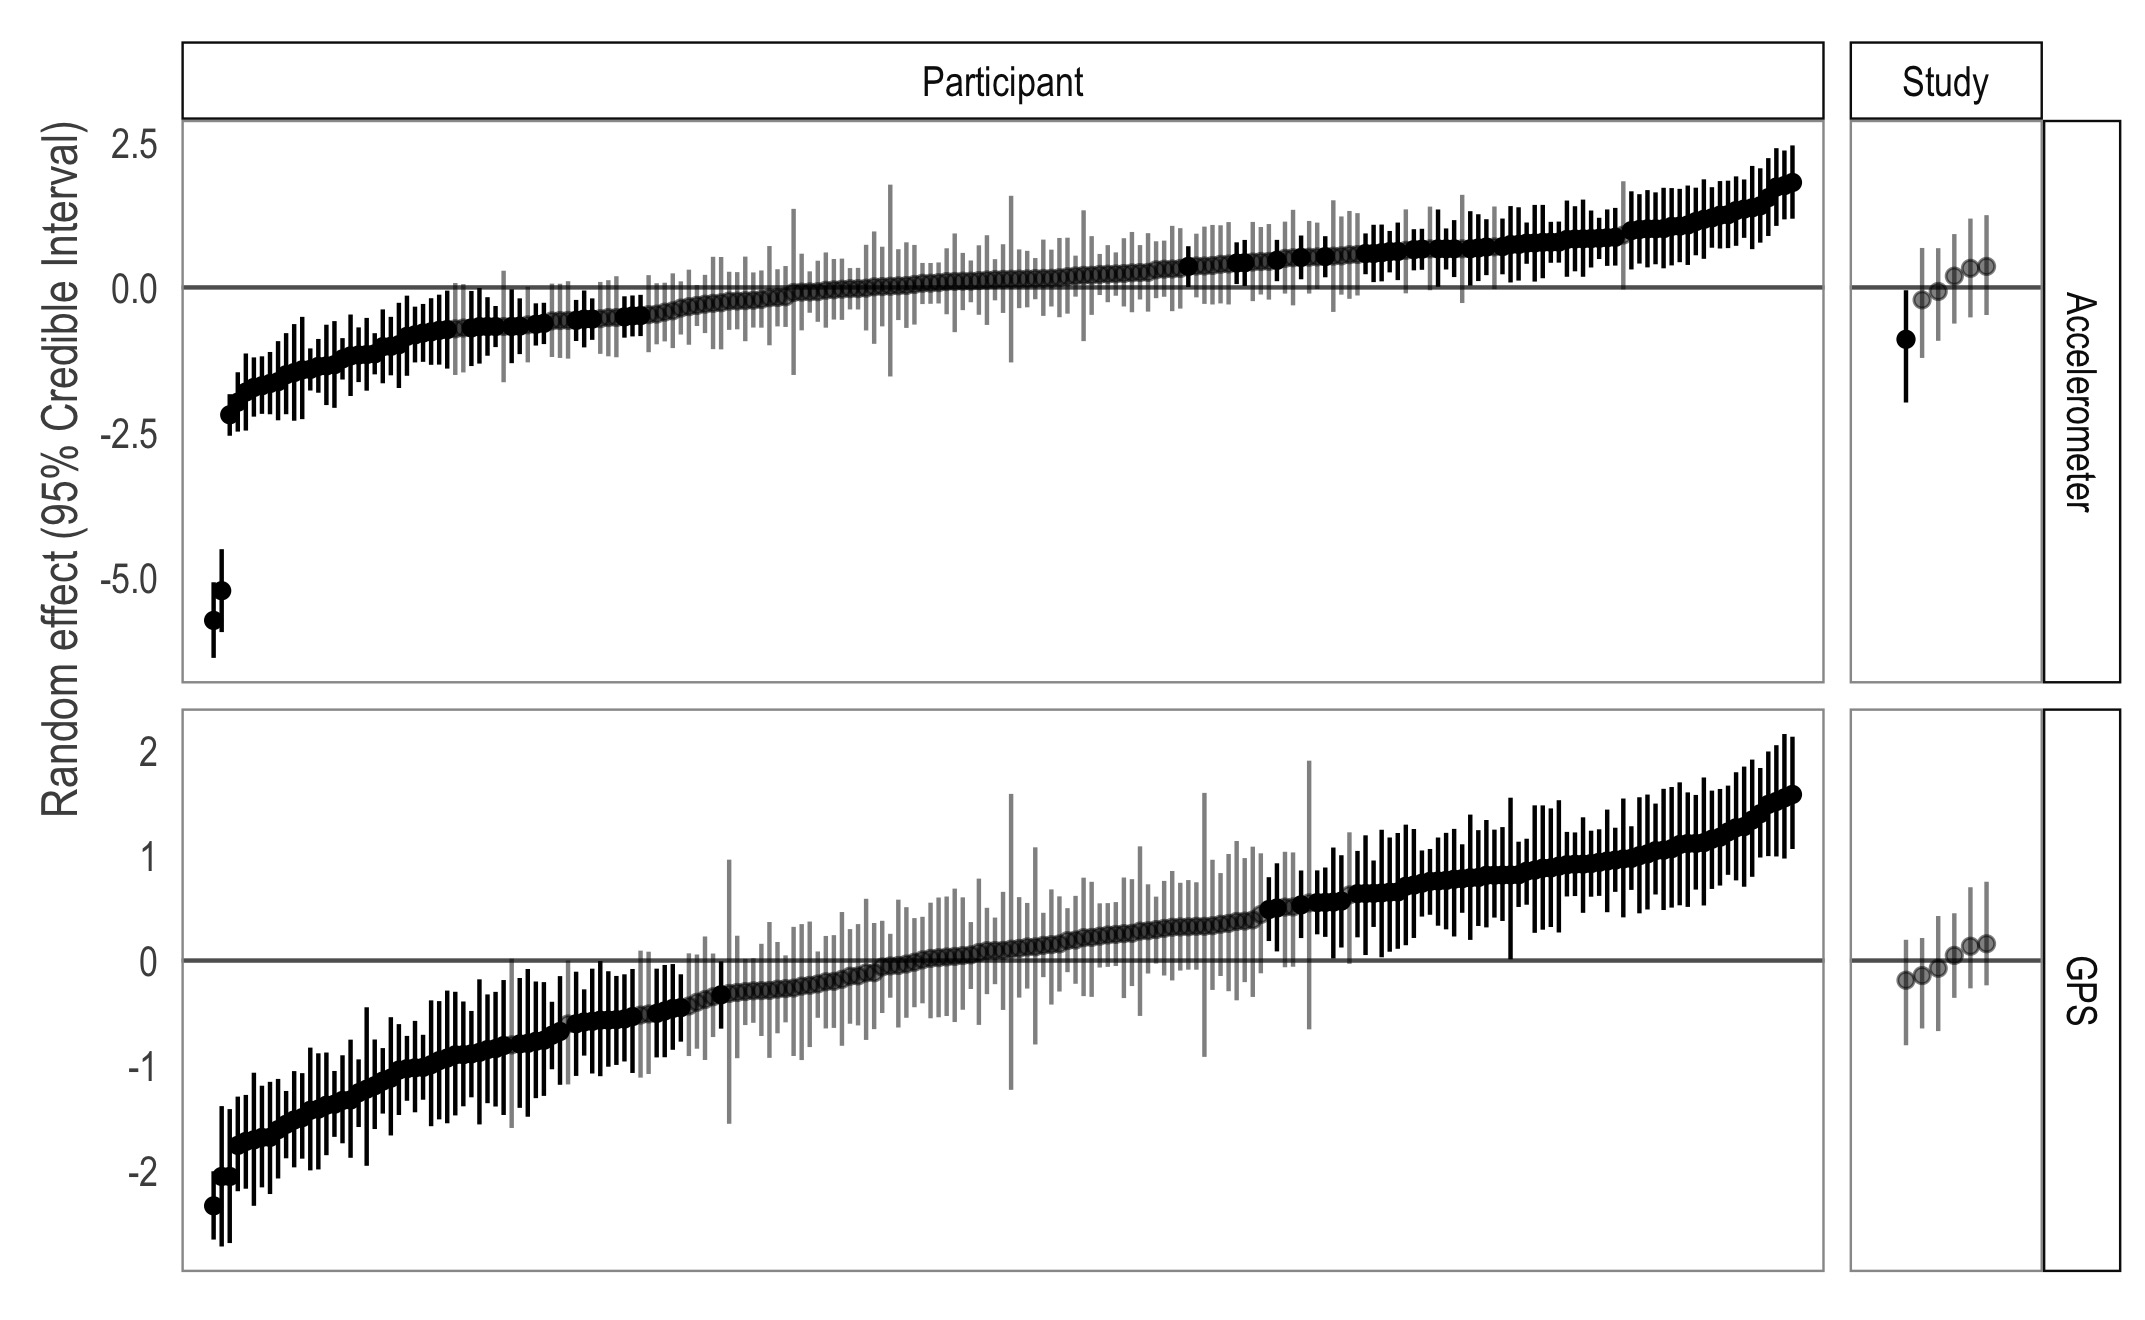 Participant
Study
Random effect (95% Credible Interval)
2.5
0.0
-2.5
-5.0
Accelerometer
2
1
0
-1
-2
GPS